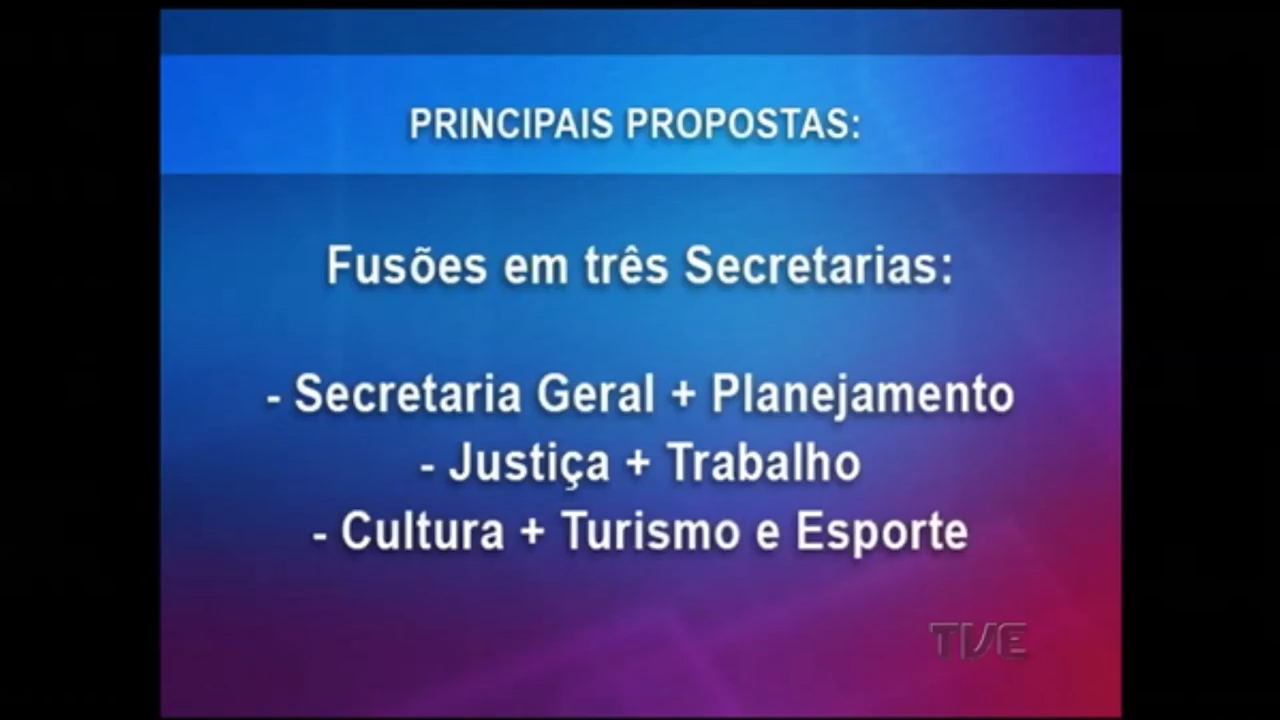 PRINCIPAIS PROPOSTAS:
Fusões em três Secretarias:
- Secretaria Geral + Planejamento
- Justiça + Trabalho
- Cultura + Turismo e Esporte
TVE